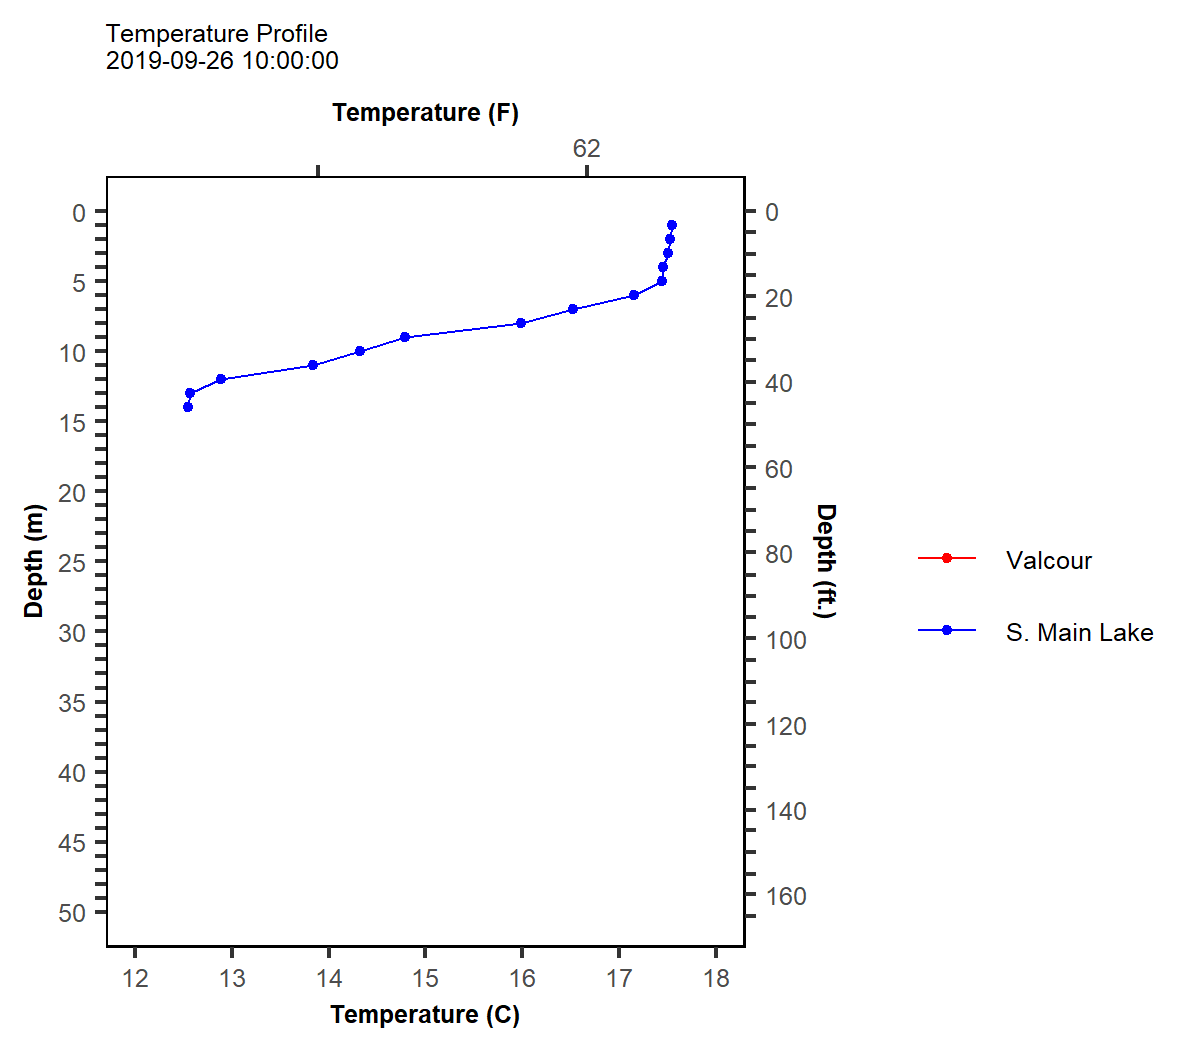 Temperature Profile
2019-09-26 10:00:00
Temperature (F)
62
0
5
10
15
20
25
30
35
40
45
50
Depth (m)
0
20
40
60
80
100
120
140
160
Depth (ft.)
12 13 14 15 16 17 18
Temperature (C)
Valcour
S. Main Lake